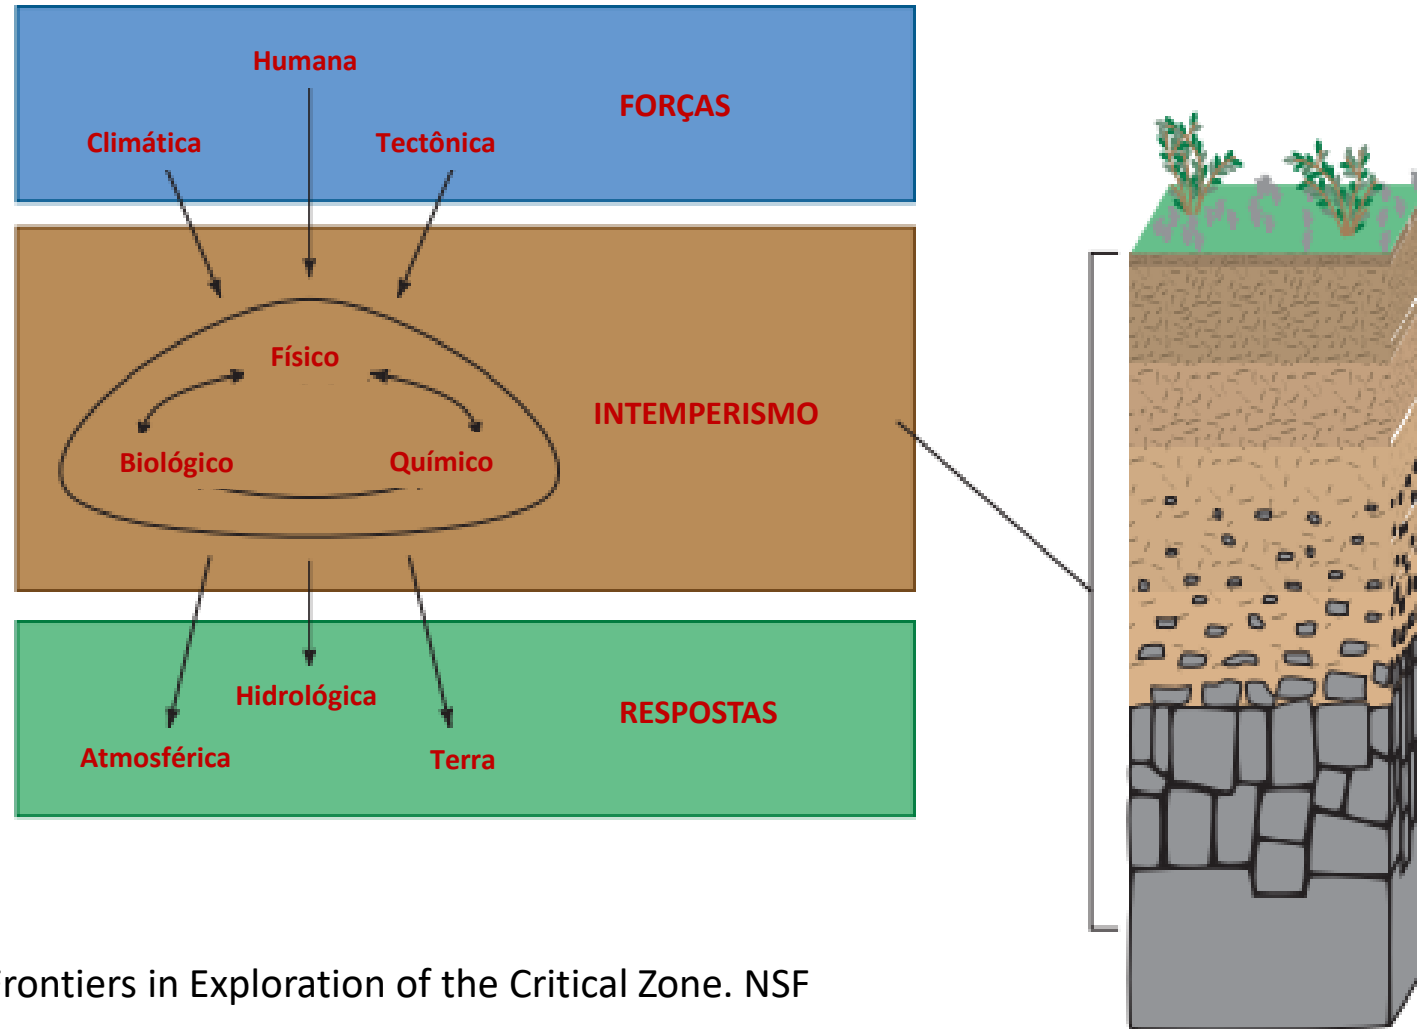 Humana
FORÇAS
Climática
Tectônica
Físico
INTEMPERISMO
Biológico
Químico
Hidrológica
RESPOSTAS
Atmosférica
Terra
rontiers in Exploration of the Critical Zone. NSF